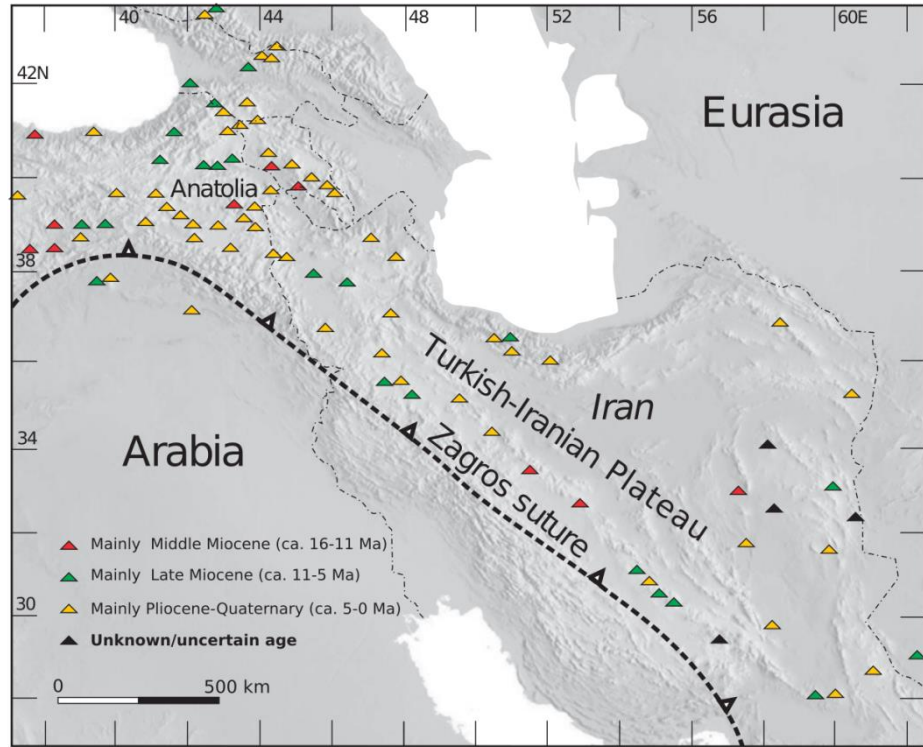 40 44 48 52 56 60E
42N
Eurasia
Anatolia
38
Turkish-Iranian Plateau
Iran
34
Arabia
Zagros suture
Mainly Middle Miocene (ca. 16-11 Ma)
Mainly Late Miocene (ca. 11-5 Ma)
Mainly Pliocene-Quaternary (ca. 5-0 Ma)
30
Unknown/uncertain age
0 500 km